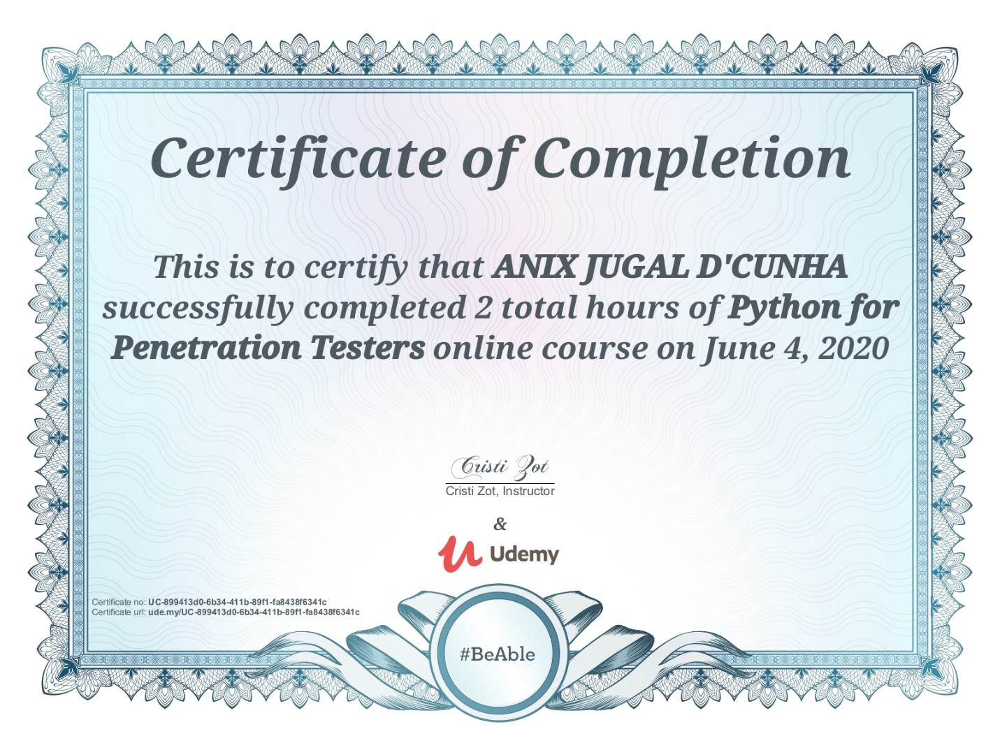 Certificate of Completion
This is to certify that ANIX JUGAL D'CUNHA
successfully completed 2 total hours of Python for
Penetration Testers online course on June 4, 2020
Cristi Zot
Cristi Zot, Instructor
&
Udemy
Certificate no: UC-899413d0-6b34-411b-89f1-fa8438f6341c
Certificate url: ude.my/UC-899413d0-6b34-411b-89f1-fa8438f6341c
#BeAble